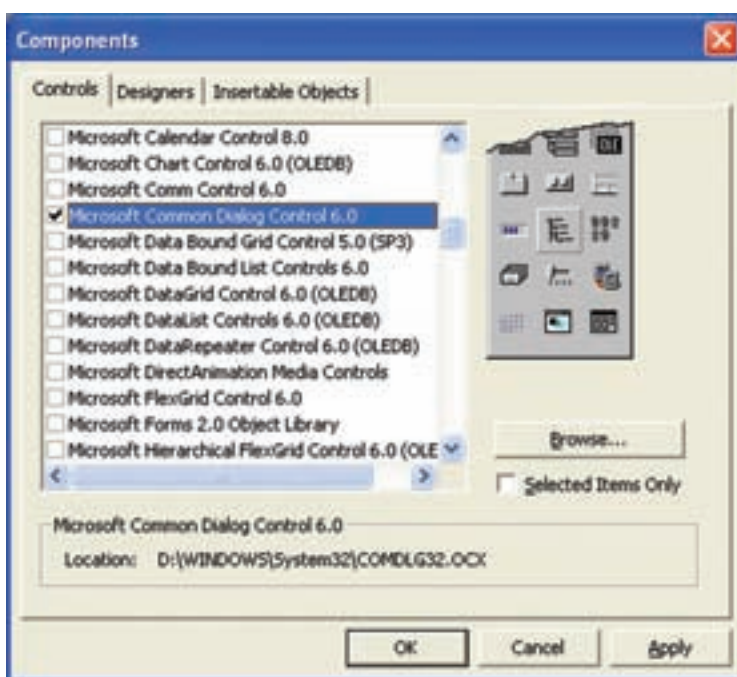 Components
Controls Designers Insertable Objects
Microsoft Calendar Control 8.0
Microsoft Chart Control 6.0 (OLEDB)
Microsoft Comm Control 6.0
Microsoft Common Dialog Control 6.0
Microsoft Data Bound Grid Control 5.0 (SP3)
Microsoft Data Bound List Controls 6.0
Microsoft DataGrid Control 6.0 (OLEDB)
Microsoft DataList Controls 6.0 (OLEDB)
Microsoft DataRepeater Control 6.0 (OLEDB)
Microsoft DirectAnimation Media Controls
Microsoft FlexGrid Control 6.0
Microsoft Forms 2.0 Object Library
Microsoft Hierarchical FlexGrid Control 6.0 (OLE
Browse...
Selected Items Only
Microsoft Common Dialog Control 6.0
Location: D:\WINDOWS\System32\COMDLG32.OCX
OK Cancel Apply